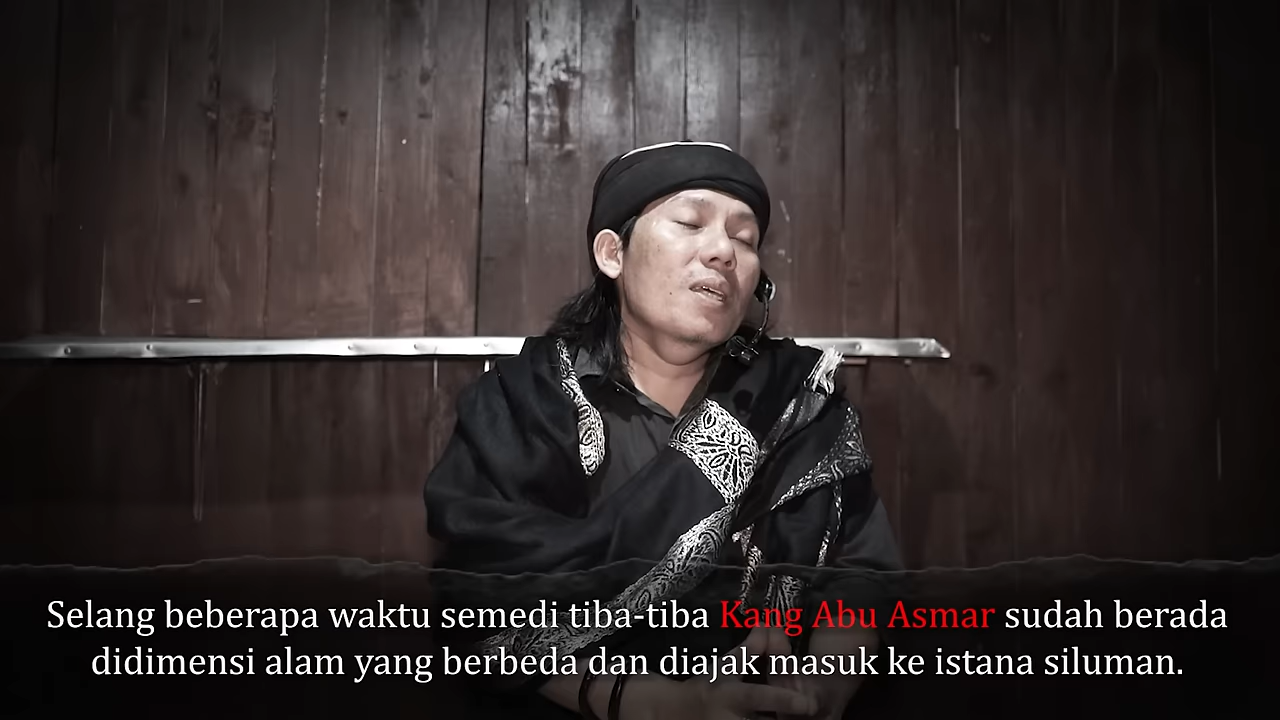 Selang beberapa waktu semedi tiba-tiba Kang Abu Asmar sudah berada
didimensi alam yang berbeda dan diajak masuk ke istana siluman.